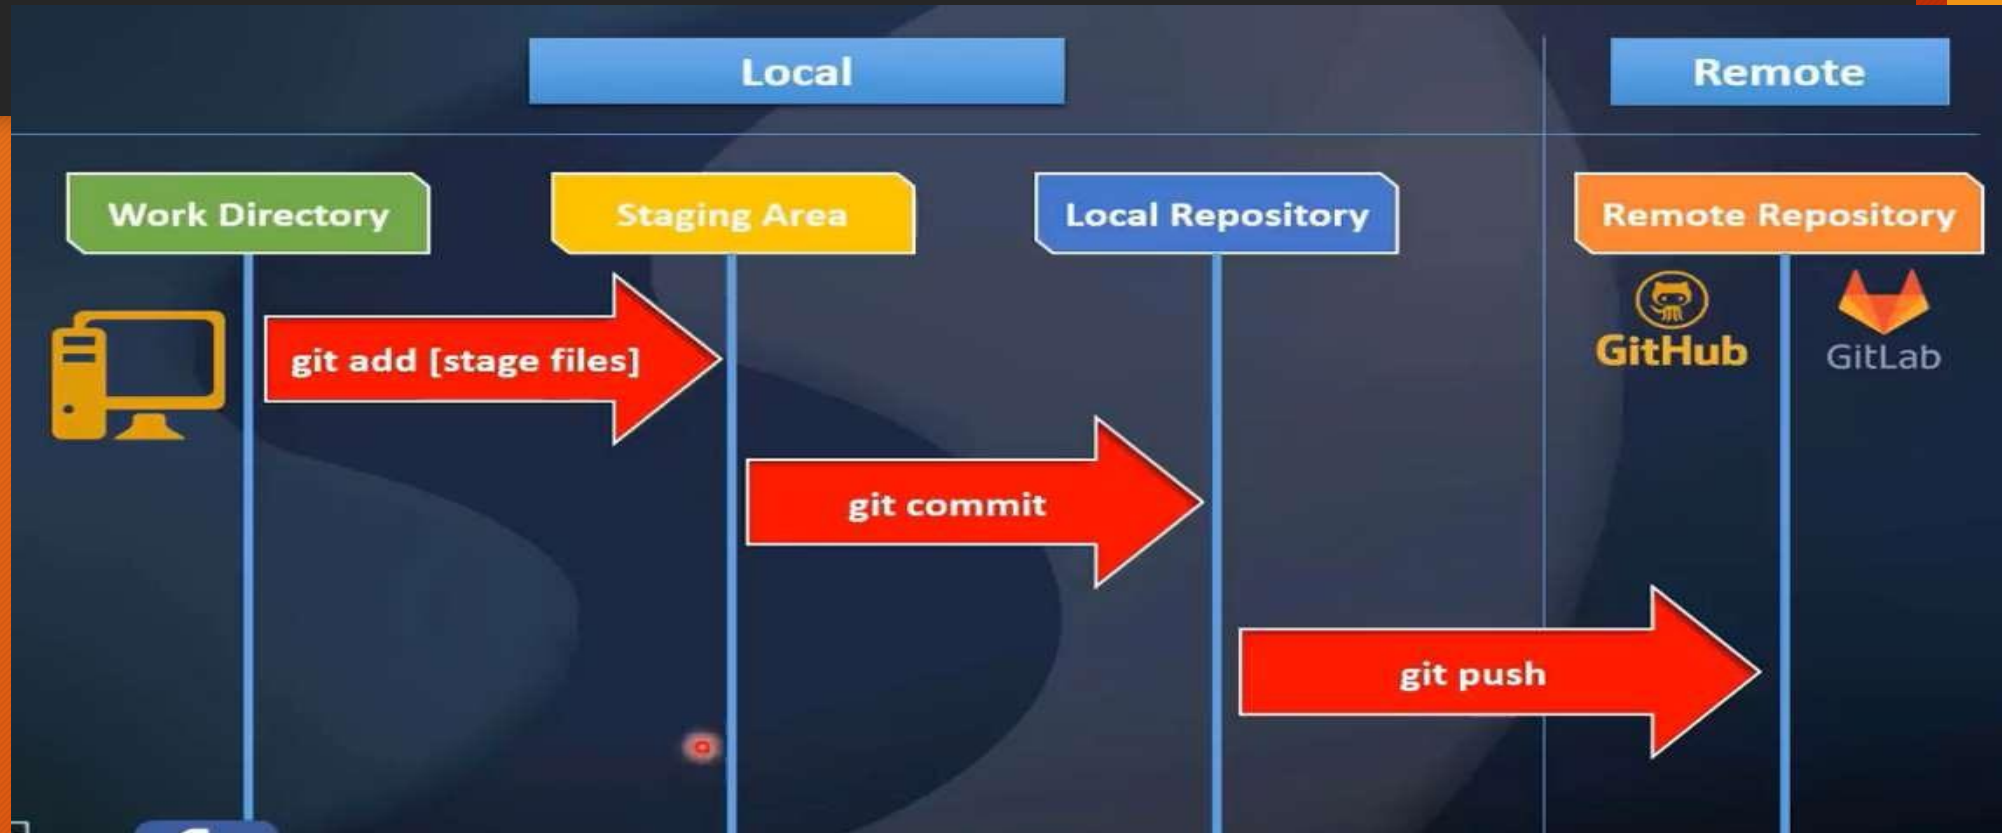 Local
Remote
Work Directory
Staging Area
Local Repository
Remote Repository
GitHub
GitLab
git add [stage files]
git commit
git push